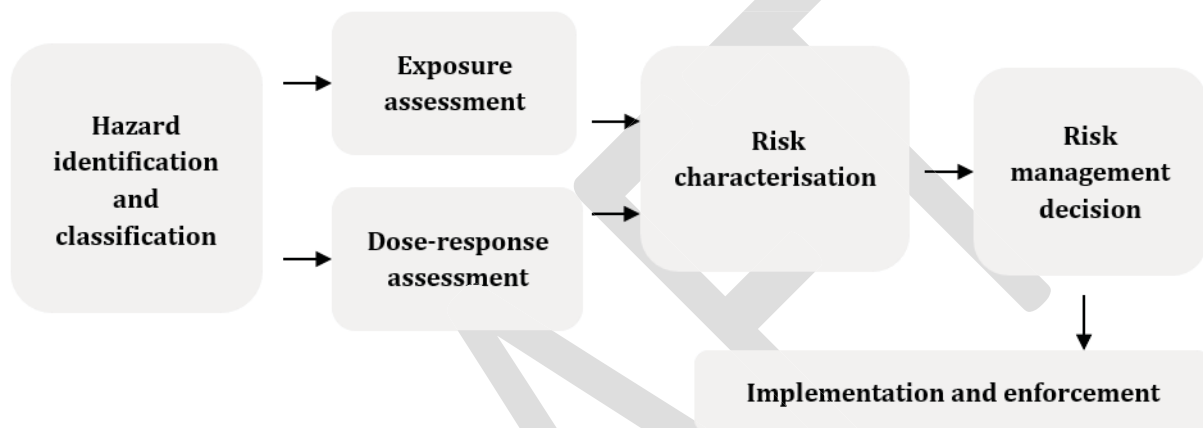 Hazard
identification
and
classification
Exposure
assessment
Dose-response
assessment
Risk
characterisation
Risk
management
decision
Implementation and enforcement